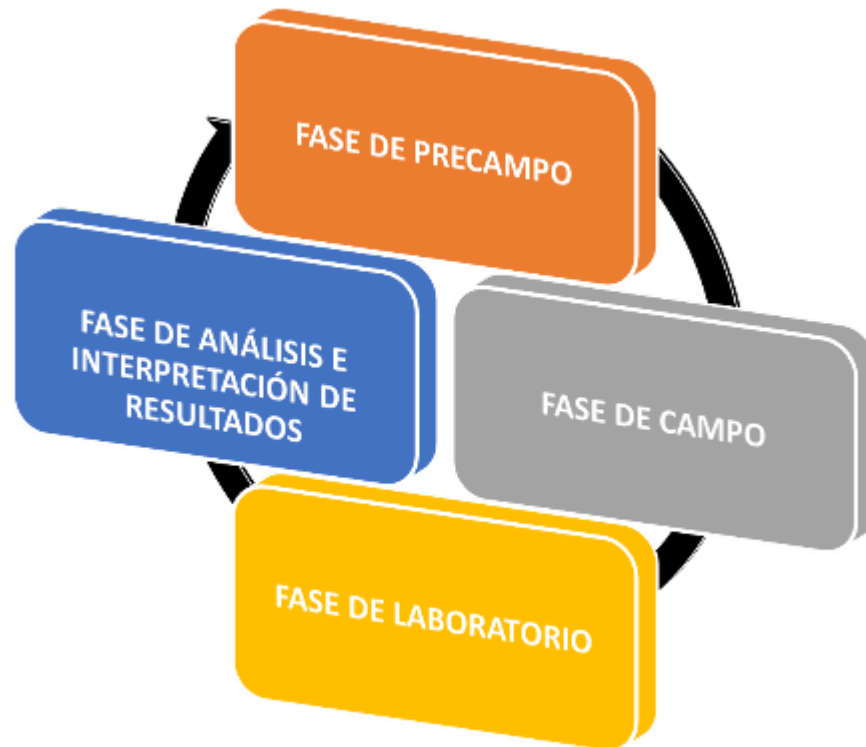 FASE DE PRECAMPO
FASE DE ANÁLISIS E
INTERPRETACIÓN DE
RESULTADOS
FASE DE CAMPO
FASE DE LABORATORIO